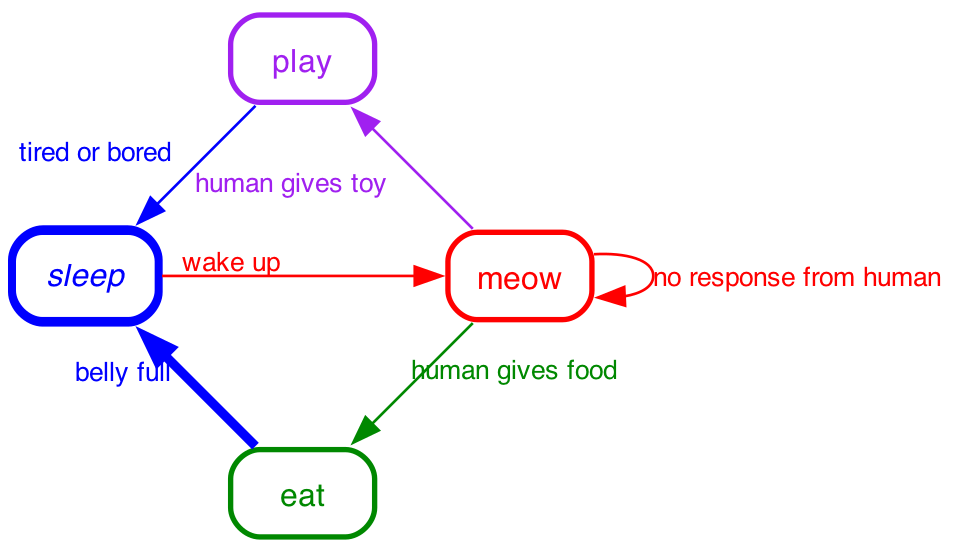 play
tired or bored
human gives toy
sleep
wake up
meow
no response from human
belly full
human gives food
eat